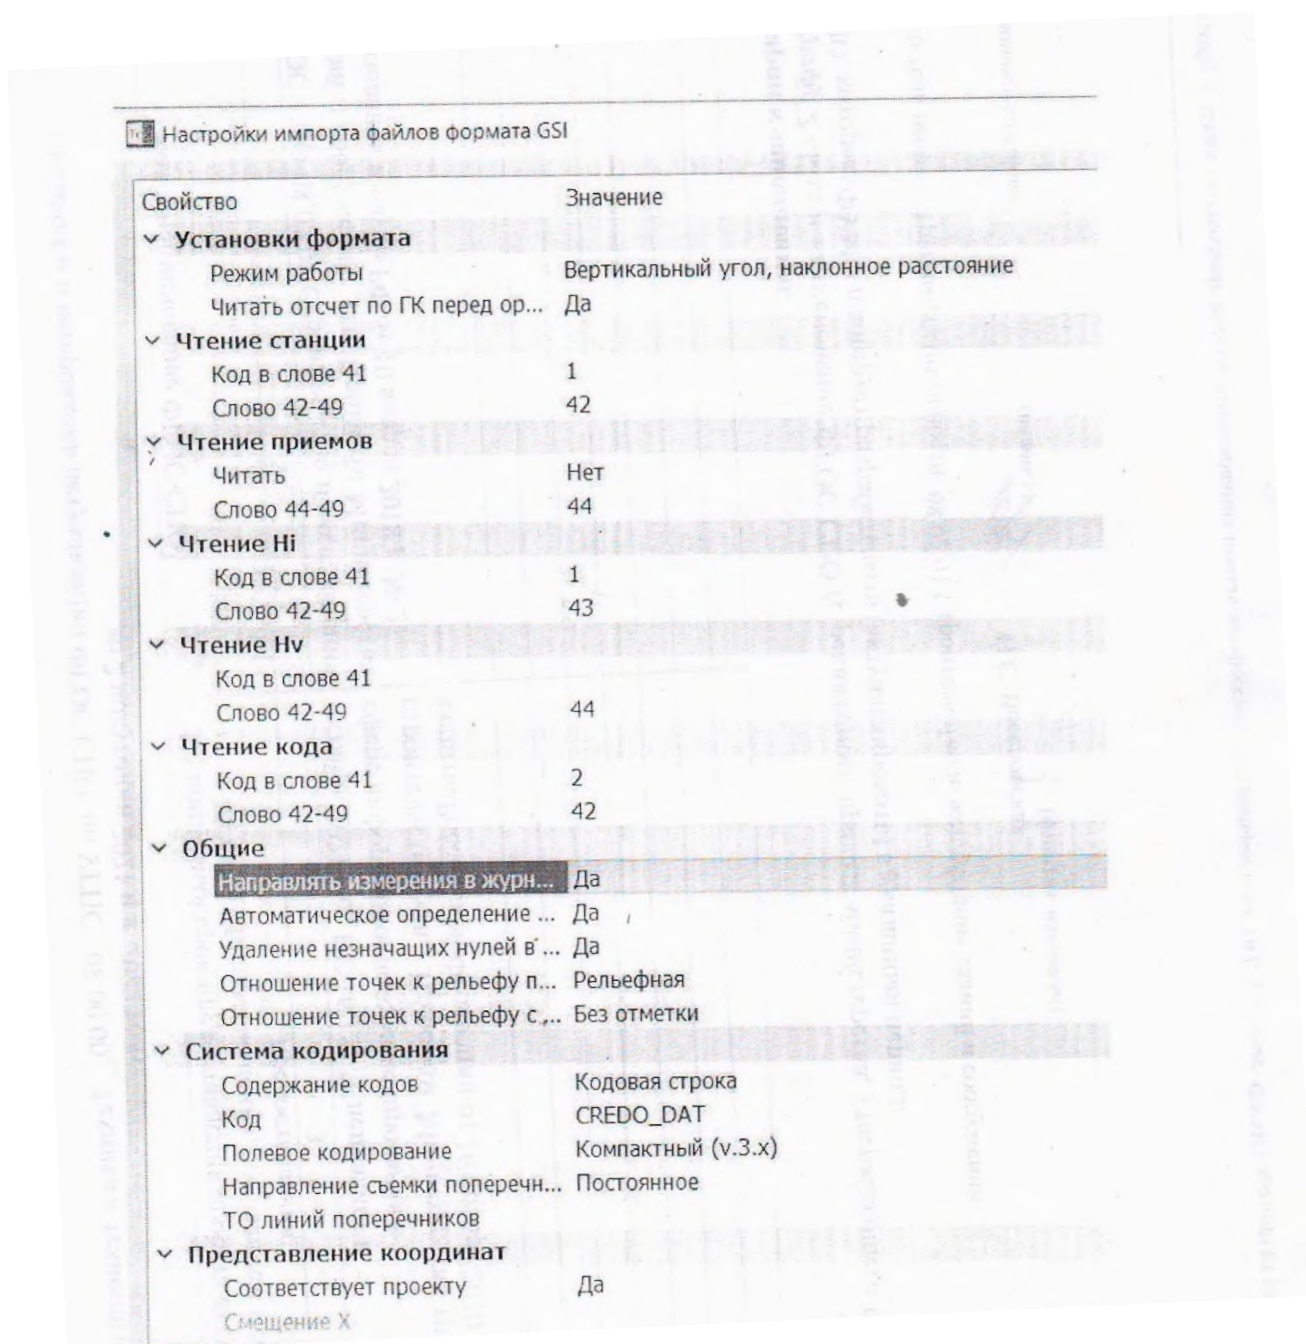 Настройки импорта файлов формата GSI
Свойство Значение
Установки формата
Режим работы Вертикальный угол, наклонное расстояние
Читать отсчет по ГК перед ор... Да
Чтение станции
Код в слове 41 1
Слово 42-49 42
Чтение приемов
Читать Нет
Слово 44-49 44
Чтение Hi
Код в слове 41 1
Слово 42-49 43
Чтение Hv
Код в слове 41
Слово 42-49 44
Чтение кода
Код в слове 41 2
Слово 42-49 42
Общие
Направлять измерения в журн... Да
Автоматическое определение ... Да
Удаление незначащих нулей в ... Да
Отношение точек к рельефу п... Рельефная
Отношение точек к рельефу с ... Без отметки
Система кодирования
Содержание кодов Кодовая строка
Код CREDO_DAT
Полевое кодирование Компактный (v.3.x)
Направление съемки поперечн... Постоянное
ТО линий поперечников
Представление координат
Соответствует проекту Да
Смещение X